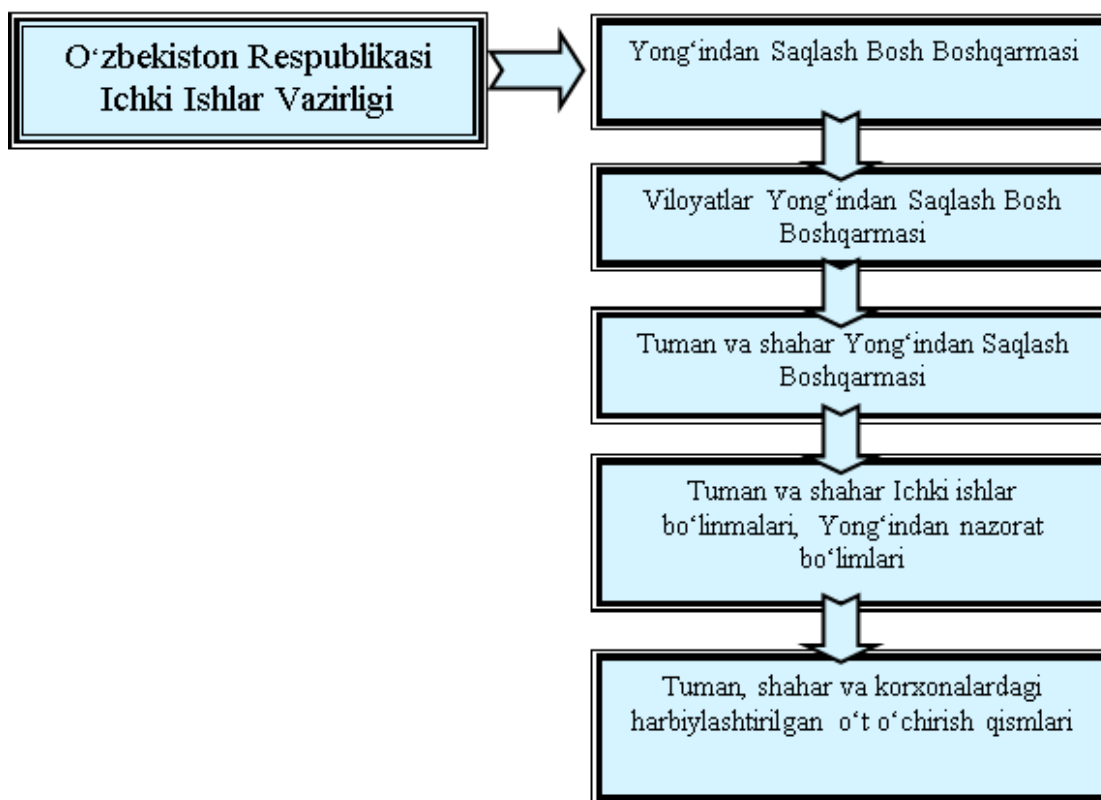 O‘zbekiston Respublikasi
Ichki Ishlar Vazirligi
Yong‘indan Saqlash Bosh Boshqarmasi
Viloyatlar Yong‘indan Saqlash Bosh
Boshqarmasi
Tuman va shahar Yong‘indan Saqlash
Boshqarmasi
Tuman va shahar Ichki ishlar
bo‘linmalari, Yong‘indan nazorat
bo‘limlari
Tuman, shahar va korxonalardagi
harbiylashtirilgan o‘t o‘chirish qismlari